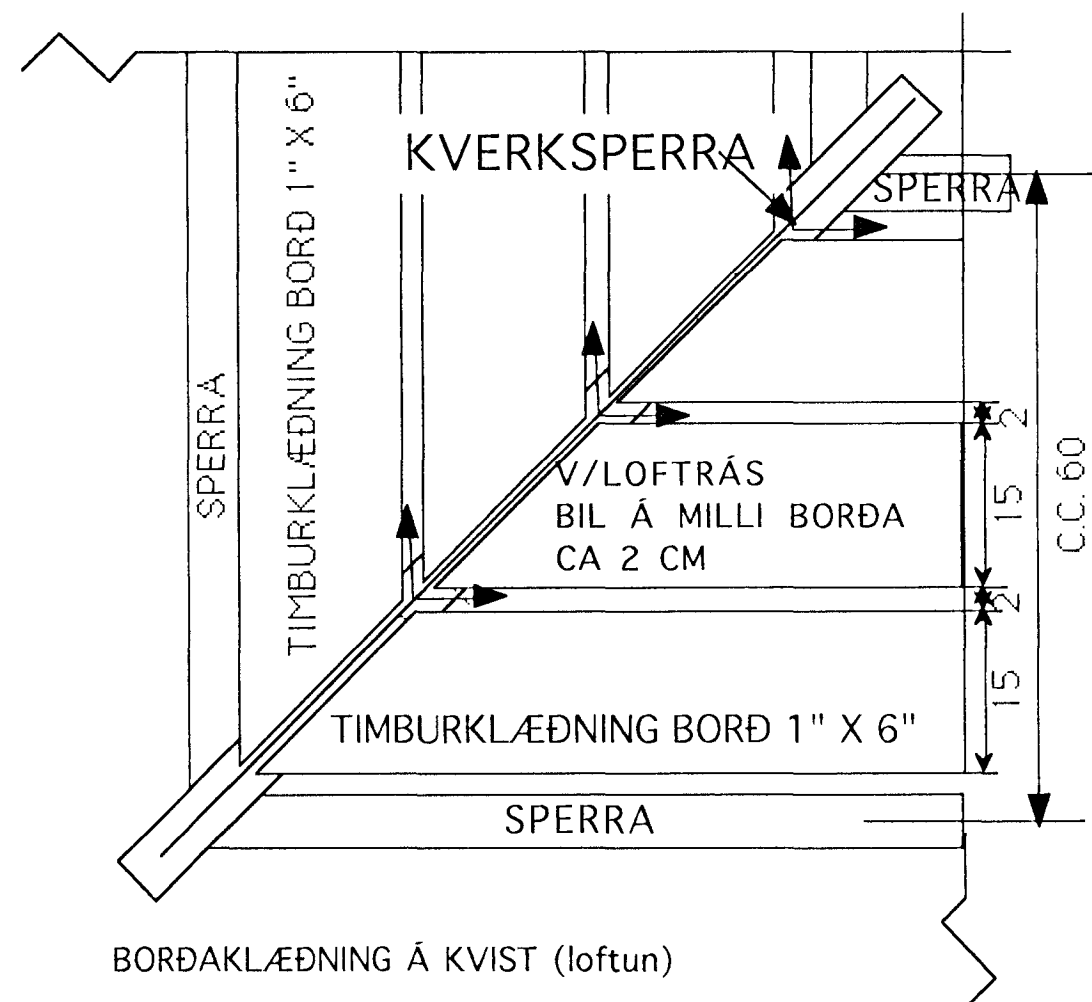 TIMBURKLÆÐNING BORÐ 1" X 6"
KVERKSPERRA
SPERRA
SPERRA
2
V/LOFTRÁS
BIL Á MILLI BORÐA
CA 2 CM
15
C.C. 60
2
15
TIMBURKLÆÐNING BORÐ 1" X 6"
SPERRA
BORÐAKLÆÐNING Á KVIST (loftun)